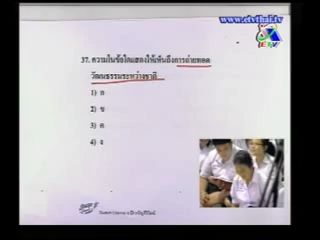 www.etvthai.tv
ETV
37. ความในข้อใดแสดงให้เห็นถึงการถ่ายทอด
วัฒนธรรมระหว่างชาติ
1) ก
2) ข
3) ค
4) ง